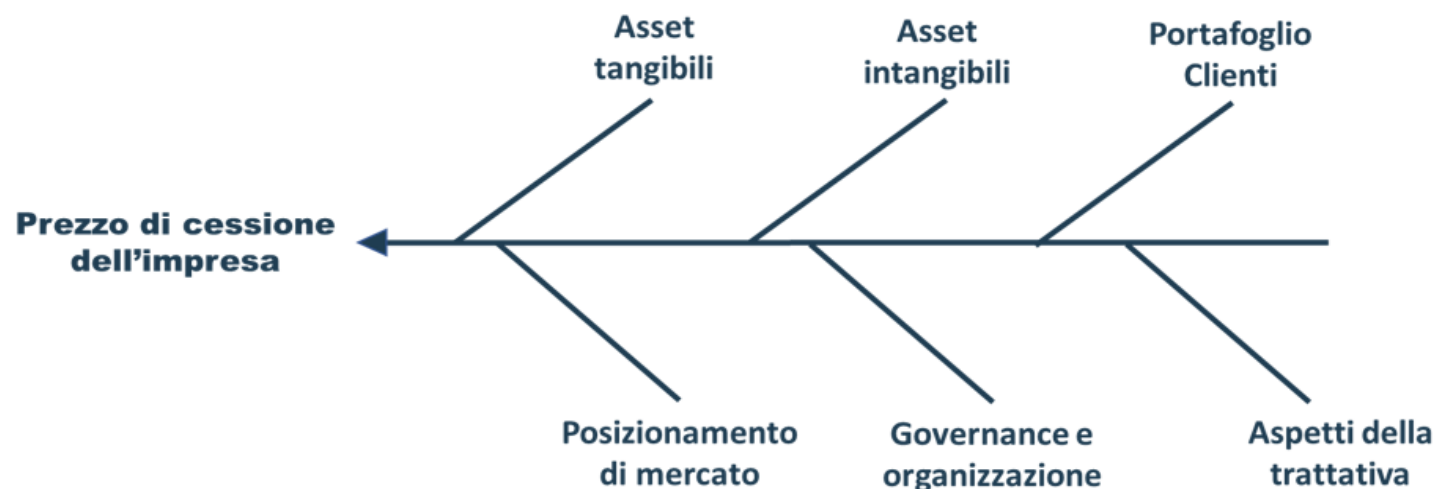 Asset
tangibili
Asset
intangibili
Portafoglio
Clienti
Prezzo di cessione
dell’impresa
Posizionamento
di mercato
Governance e
organizzazione
Aspetti della
trattativa